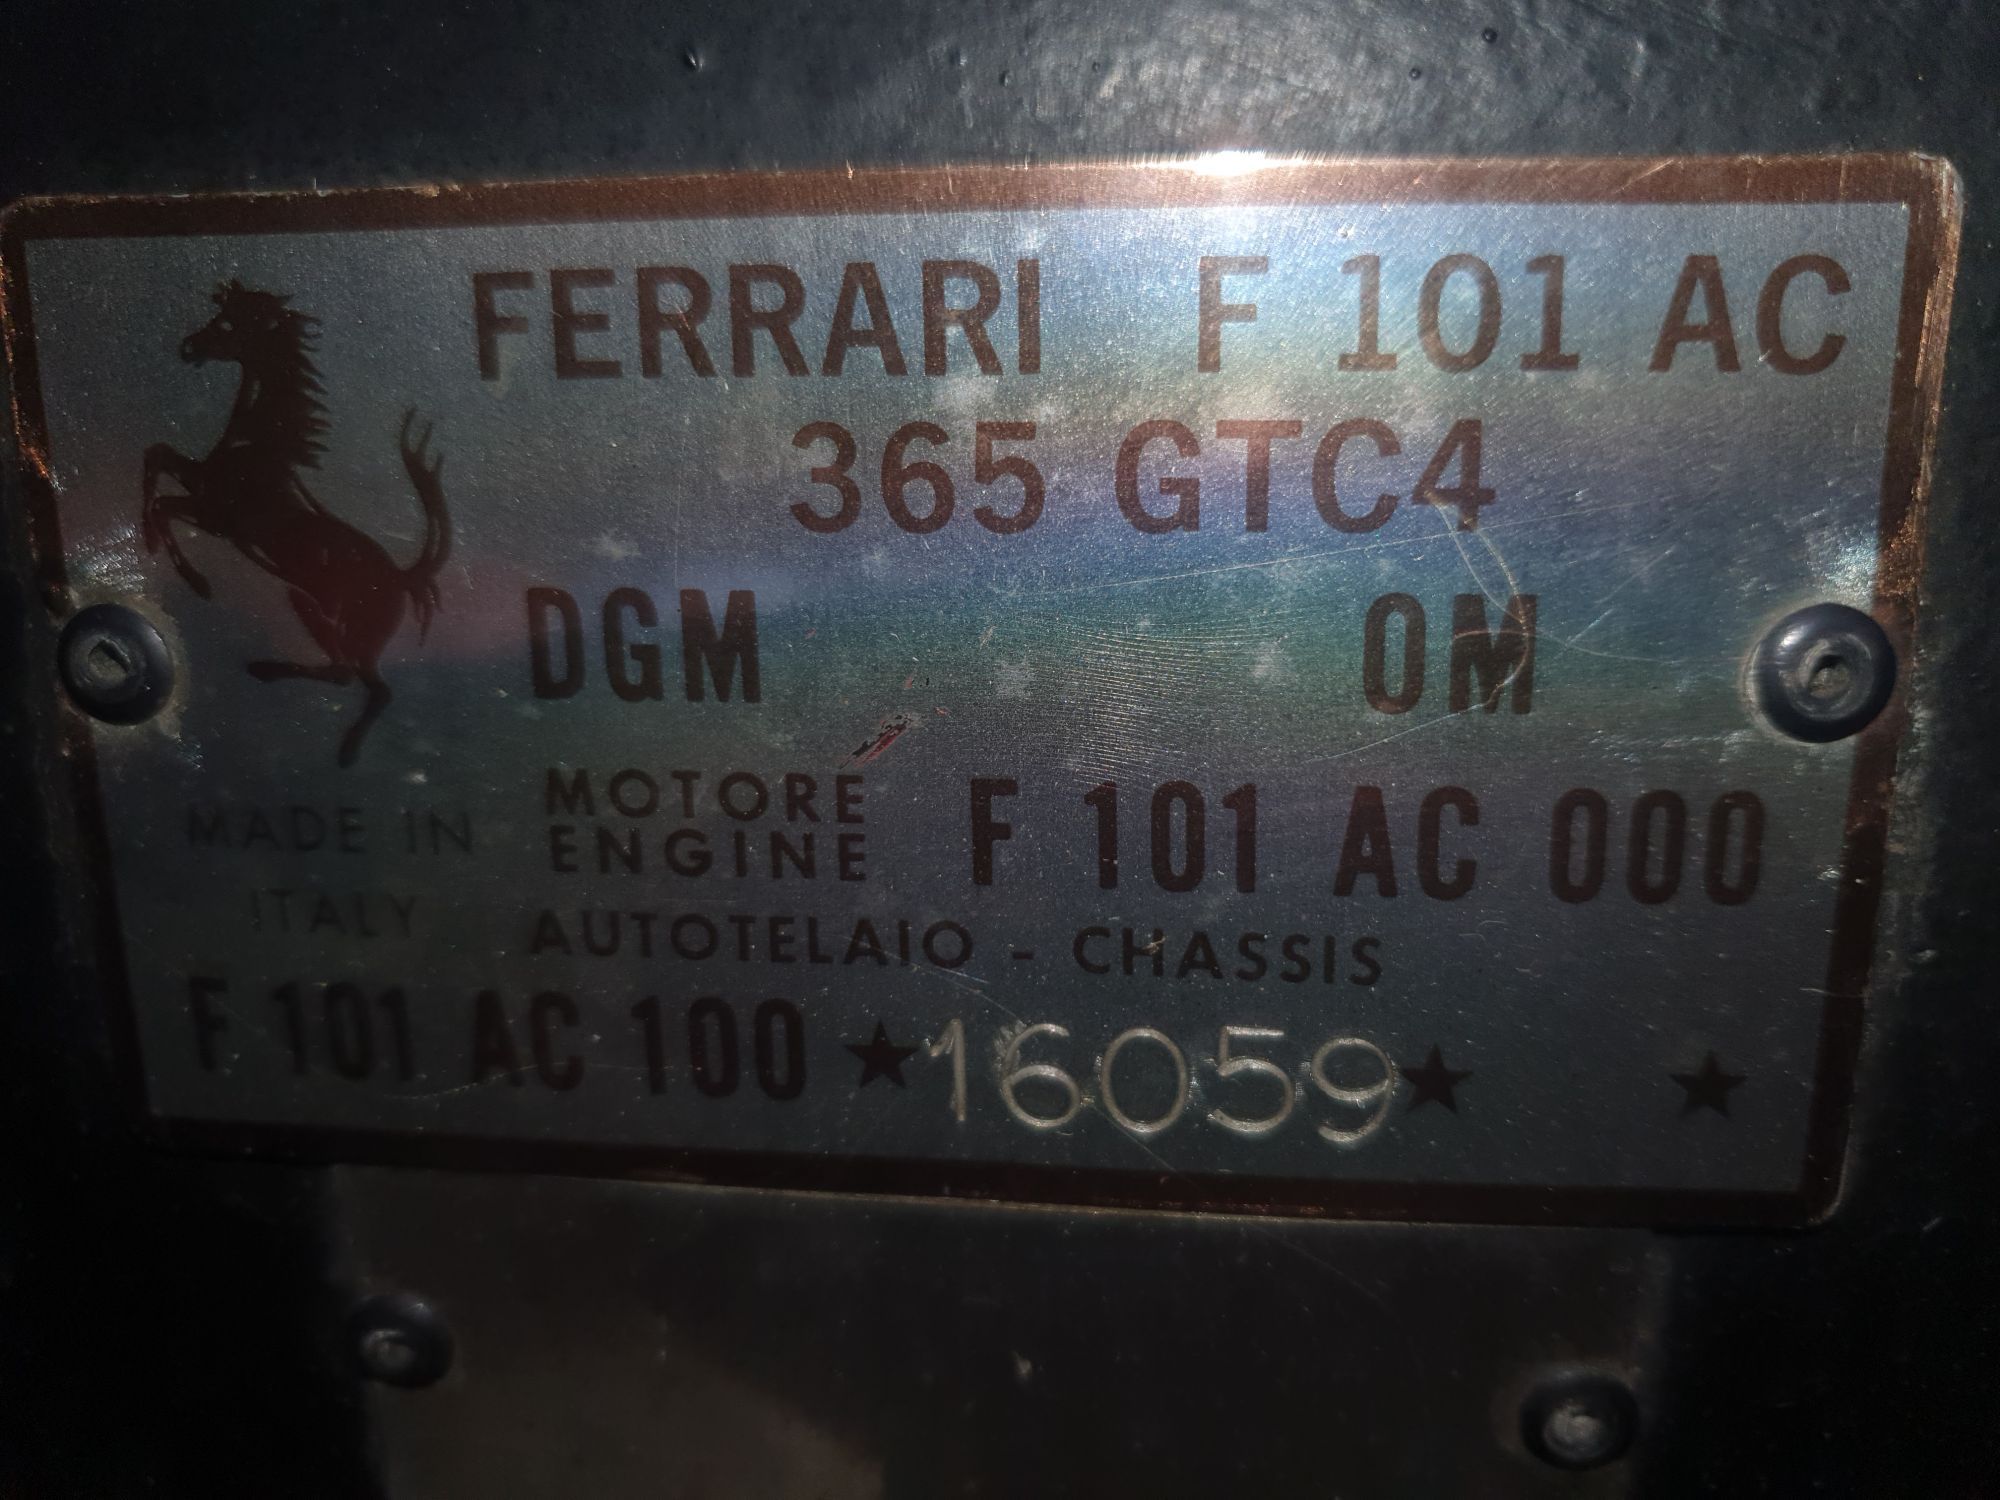 FERRARI F 101 AC
365 GTC4
DGM OM
MADE IN
ITALY
MOTORE
ENGINE
F 101 AC 000
AUTOTELAIO - CHASSIS
F 101 AC 100 ★16059★ ★